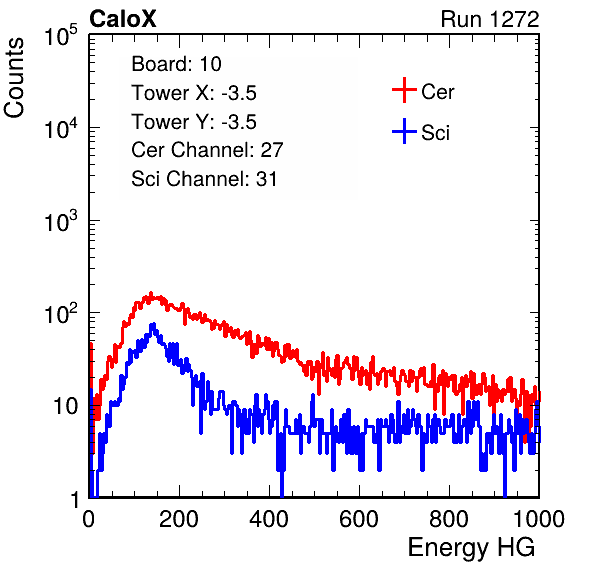 CaloX Run 1272
Counts
10^5
10^4
10^3
10^2
10
1
Board: 10
Tower X: -3.5
Tower Y: -3.5
Cer Channel: 27
Sci Channel: 31
Cer
Sci
0 200 400 600 800 1000
Energy HG